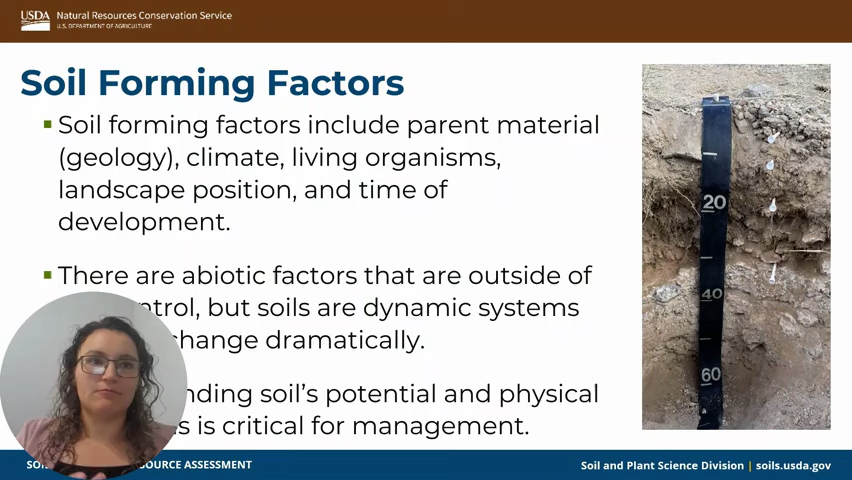 USDA Natural Resources Conservation Service
U.S. DEPARTMENT OF AGRICULTURE
Soil Forming Factors
Soil forming factors include parent material
(geology), climate, living organisms,
landscape position, and time of
development.
There are abiotic factors that are outside of
but soils are dynamic systems
change dramatically.
soil's potential and physical
is critical for management.
20
40
60
ASSESSMENT
Soil and Plant Science Division | soils.usda.gov